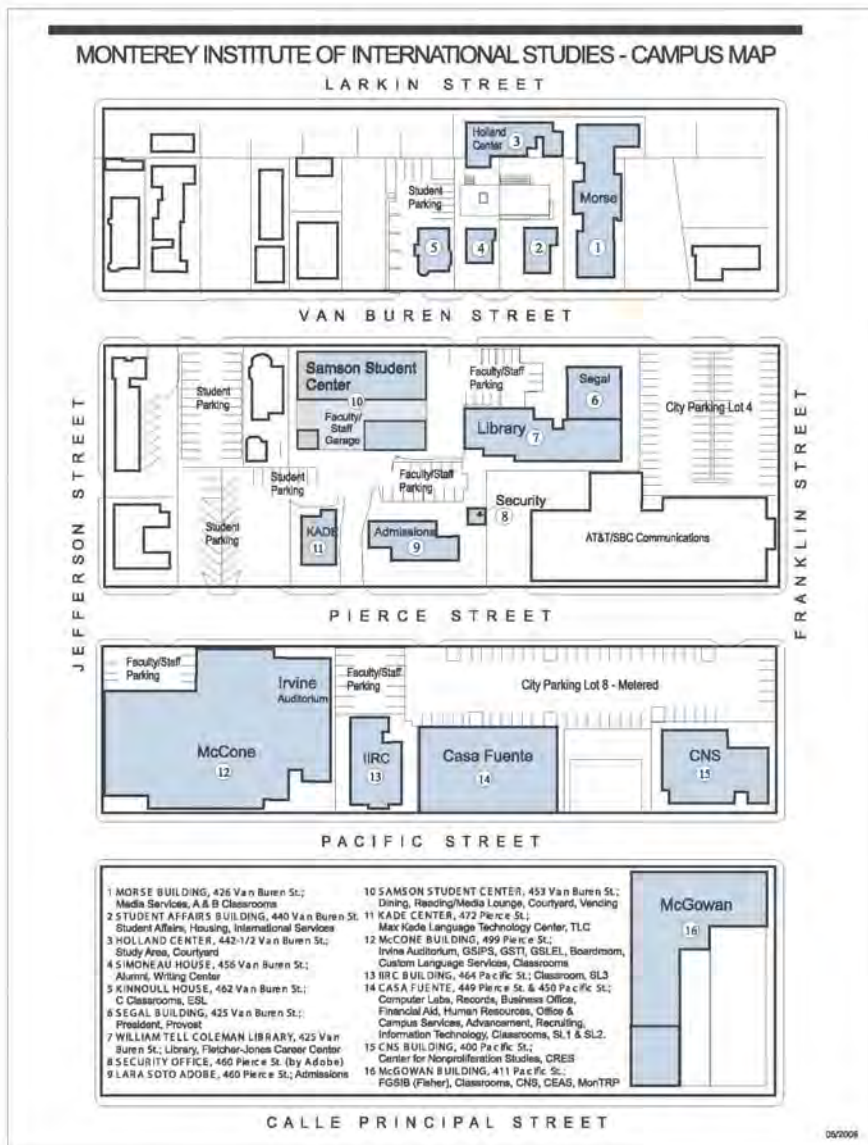 MONTEREY INSTITUTE OF INTERNATIONAL STUDIES - CAMPUS MAP
LARKIN STREET
Holland
Center
3
Student
Parking
Morse
5
4
2
1
VAN BUREN STREET
JEFFERSON STREET
FRANKLIN STREET
Samson Student
Center
10
Faculty/
Staff
Garage
Student
Parking
Faculty/Staff
Parking
Segal
6
Library
7
City Parking Lot 4
Student
Parking
Faculty/Staff
Parking
Student
Parking
KADE
11
Admissions
9
Security
8
AT&T/SBC Communications
PIERCE STREET
Faculty/Staff
Parking
Irvine
Auditorium
Faculty/Staff
Parking
City Parking Lot 8 - Metered
McCone
12
IIRC
13
Casa Fuente
14
CNS
15
PACIFIC STREET
1 MORSE BUILDING, 426 Van Buren St.;
Media Services, A & B Classrooms
2 STUDENT AFFAIRS BUILDING, 440 Van Buren St.
Student Affairs, Housing, International Services
3 HOLLAND CENTER, 442-1/2 Van Buren St.;
Study Area, Courtyard
4 SIMONEAU HOUSE, 456 Van Buren St.;
Alumni, Writing Center
5 KINNOULL HOUSE, 462 Van Buren St.;
C Classrooms, ESL
6 SEGAL BUILDING, 425 Van Buren St.;
President, Provost
7 WILLIAM TELL COLEMAN LIBRARY, 425 Van
Buren St.; Library, Fletcher-Jones Career Center
8 SECURITY OFFICE, 460 Pierce St. (by Adobe)
9 LARA SOTO ADOBE, 460 Pierce St.; Admissions
10 SAMSON STUDENT CENTER, 453 Van Buren St.;
Dining, Reading/Media Lounge, Courtyard, Vending
11 KADE CENTER, 472 Pierce St.;
Max Kade Language Technology Center, TLC
12 McCONE BUILDING, 499 Pierce St.;
Irvine Auditorium, GSIPS, GSTI, GSLEL, Boardroom,
Custom Language Services, Classrooms
13 IIRC BUILDING, 464 Pacific St.; Classroom, SL3
14 CASA FUENTE, 449 Pierce St. & 450 Pacific St.;
Computer Labs, Records, Business Office,
Financial Aid, Human Resources, Office &
Campus Services, Advancement, Recruiting,
Information Technology, Classrooms, SL1 & SL2.
15 CNS BUILDING, 400 Pacific St.;
Center for Nonproliferation Studies, CRES
16 McGOWAN BUILDING, 411 Pacific St.;
FGSIB (Fisher), Classrooms, CNS, CEAS, MonTRP
McGowan
16
CALLE PRINCIPAL STREET